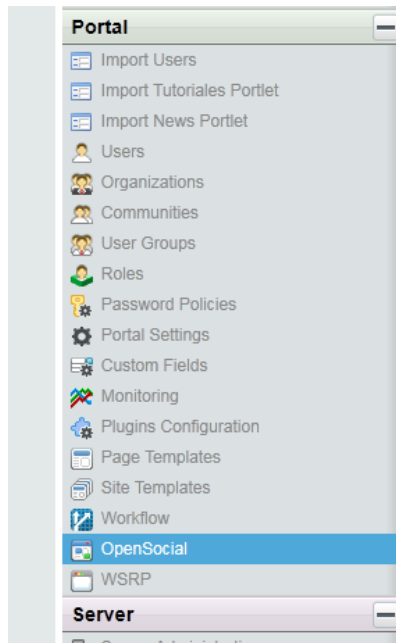 Portal
Import Users
Import Tutoriales Portlet
Import News Portlet
Users
Organizations
Communities
User Groups
Roles
Password Policies
Portal Settings
Custom Fields
Monitoring
Plugins Configuration
Page Templates
Site Templates
Workflow
OpenSocial
WSRP
Server